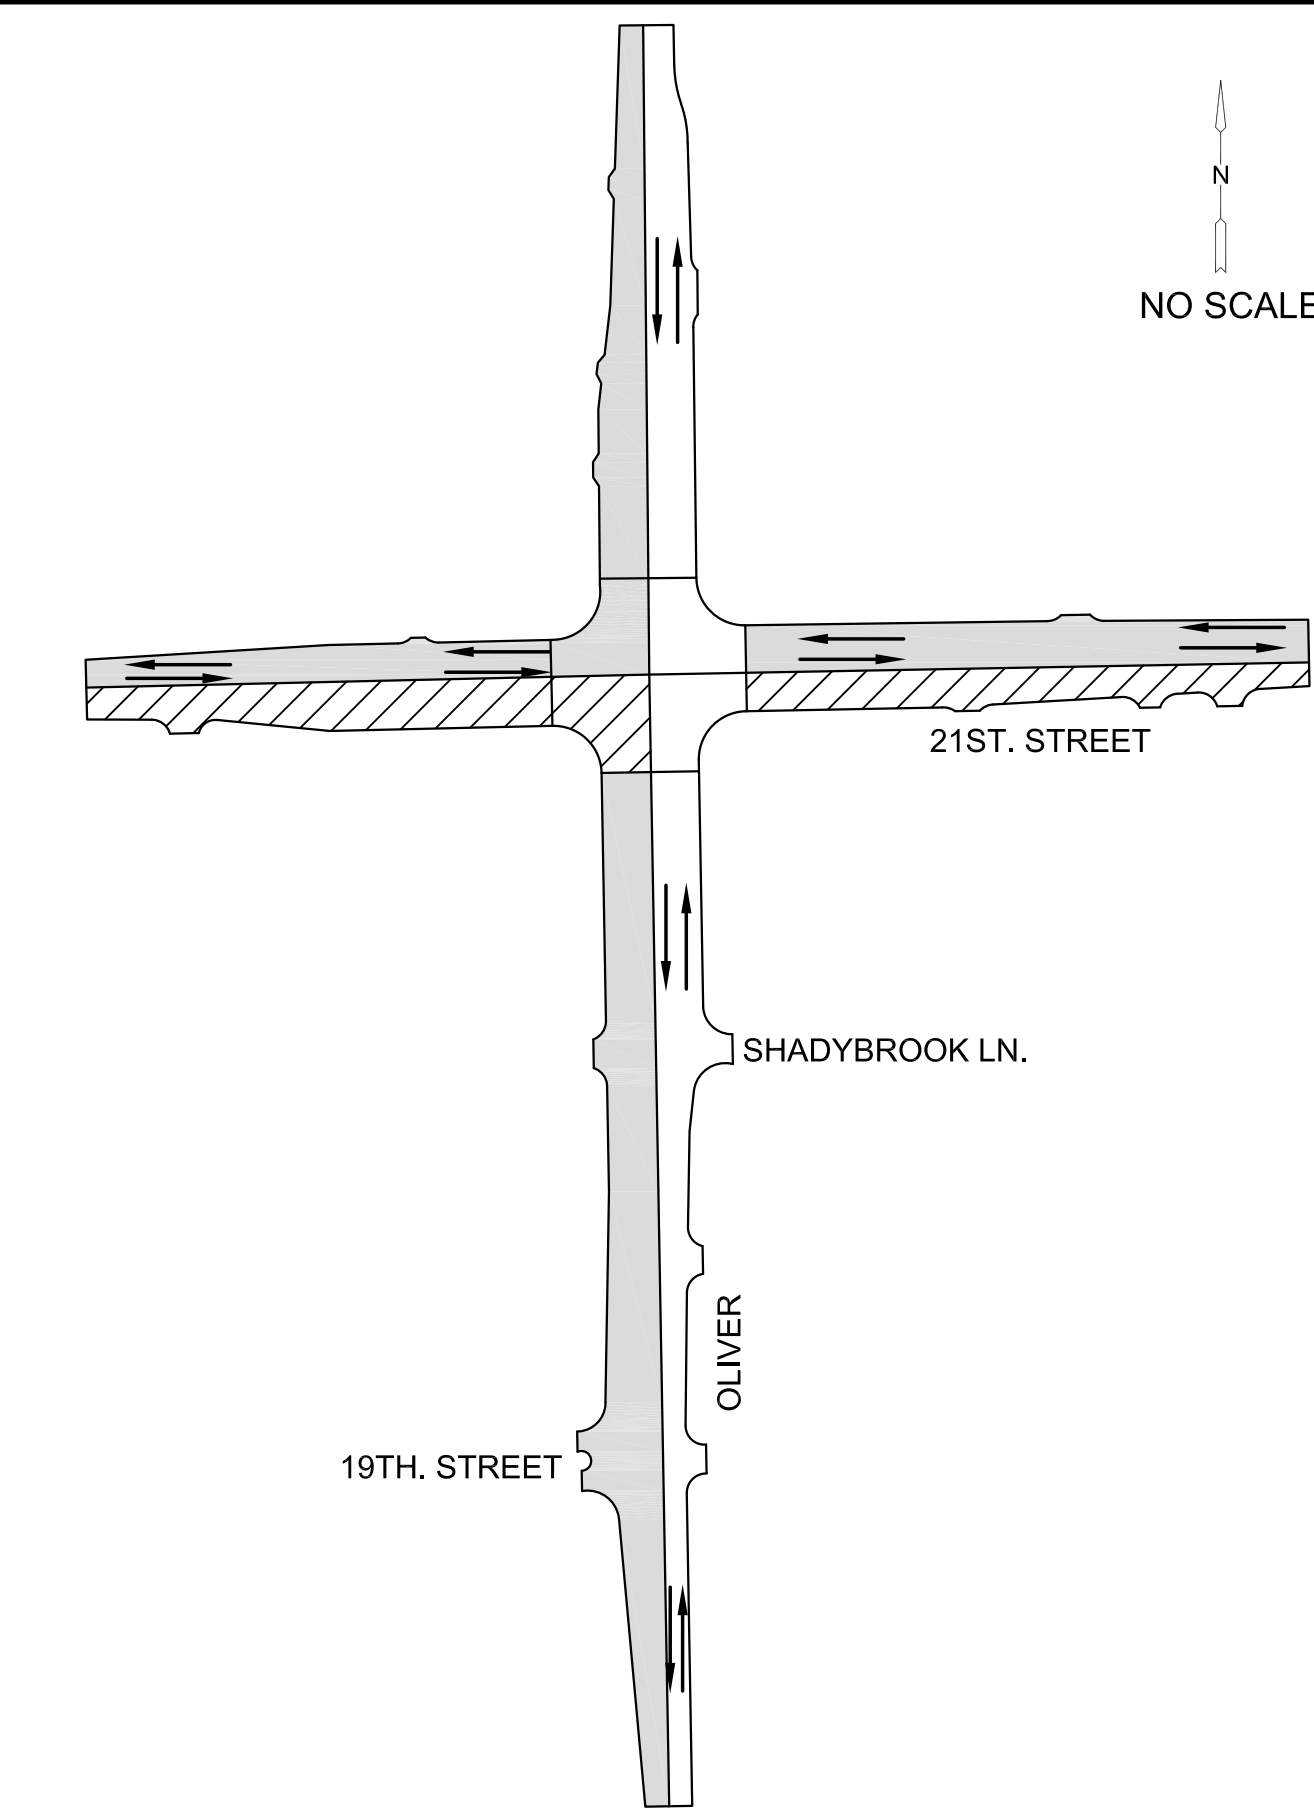 N
NO SCALE
21ST. STREET
SHADYBROOK LN.
OLIVER
19TH. STREET